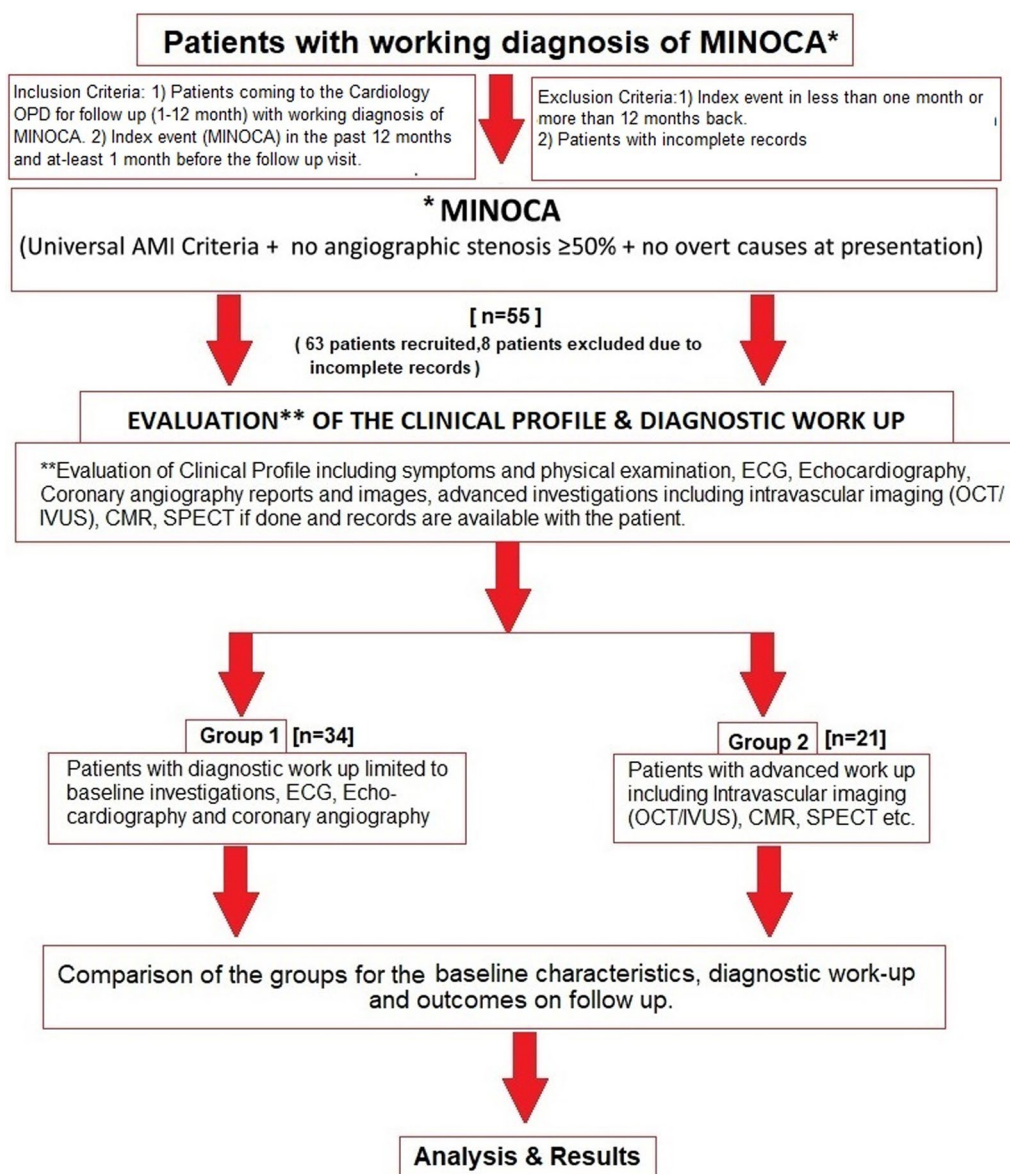 Patients with working diagnosis of MINOCA*
Inclusion Criteria: 1) Patients coming to the Cardiology
OPD for follow up (1-12 month) with working diagnosis of
MINOCA. 2) Index event (MINOCA) in the past 12 months
and at-least 1 month before the follow up visit.
Exclusion Criteria:1) Index event in less than one month or
more than 12 months back.
2) Patients with incomplete records
* MINOCA
(Universal AMI Criteria + no angiographic stenosis ≥50% + no overt causes at presentation)
[ n=55 ]
( 63 patients recruited,8 patients excluded due to
incomplete records )
EVALUATION** OF THE CLINICAL PROFILE & DIAGNOSTIC WORK UP
**Evaluation of Clinical Profile including symptoms and physical examination, ECG, Echocardiography,
Coronary angiography reports and images, advanced investigations including intravascular imaging (OCT/
IVUS), CMR, SPECT if done and records are available with the patient.
Group 1 [n=34]
Patients with diagnostic work up limited to
baseline investigations, ECG, Echo-
cardiography and coronary angiography
Group 2 [n=21]
Patients with advanced work up
including Intravascular imaging
(OCT/IVUS), CMR, SPECT etc.
Comparison of the groups for the baseline characteristics, diagnostic work-up
and outcomes on follow up.
Analysis & Results